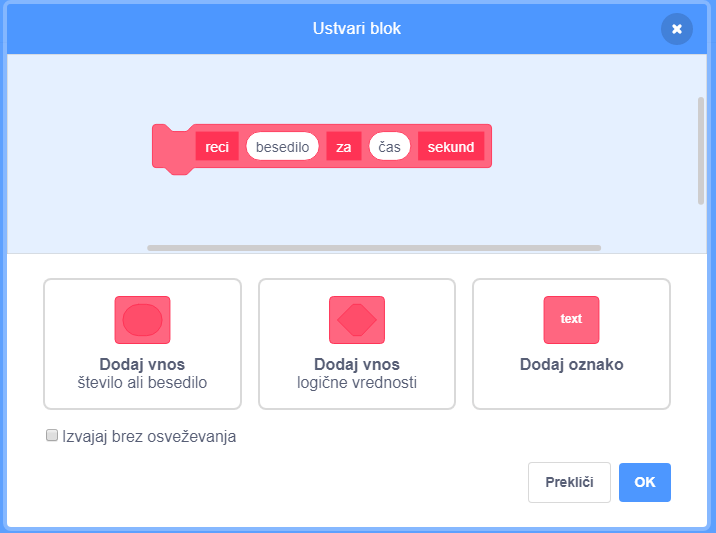 Ustvari blok
reci besedilo za čas sekund
Dodaj vnos
število ali besedilo
Dodaj vnos
logične vrednosti
text
Dodaj oznako
Izvajaj brez osveževanja
Prekliči
OK